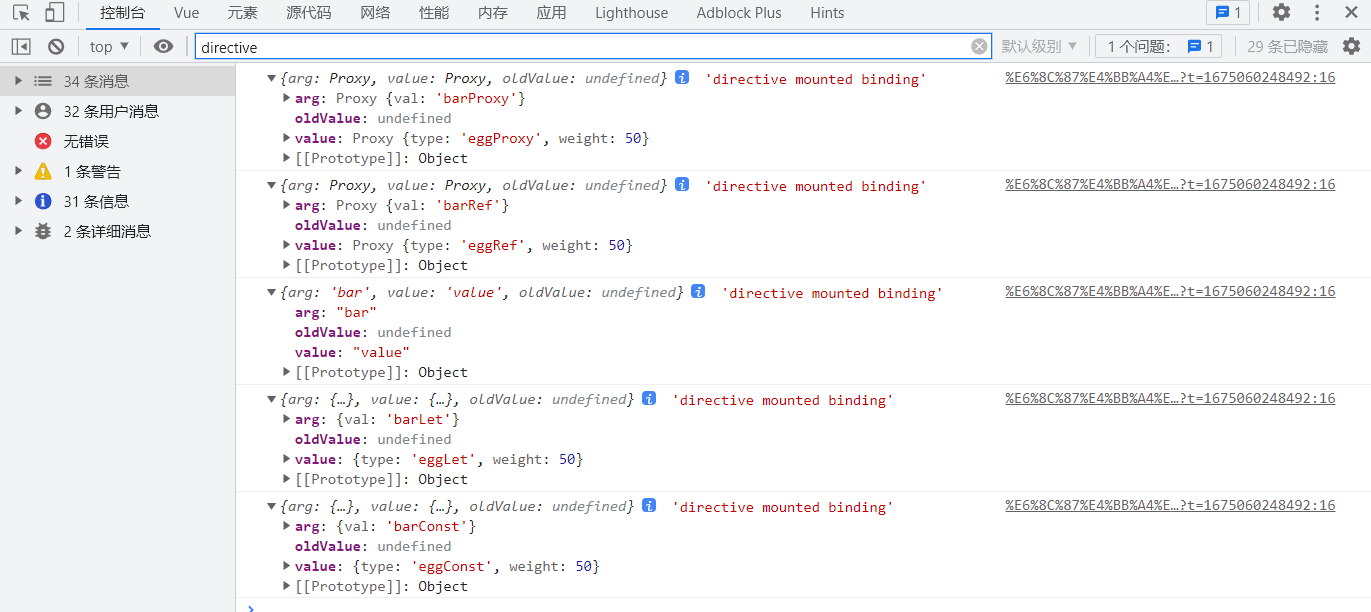 控制台 Vue 元素 源代码 网络 性能 内存 应用 Lighthouse Adblock Plus Hints 1
top directive 默认级别 1 个问题: 1 29 条已隐藏
34 条消息
32 条用户消息
无错误
1 条警告
31 条信息
2 条详细消息
{arg: Proxy, value: Proxy, oldValue: undefined} i 'directive mounted binding' %E6%8C%87%E4%BB%A4%E…?t=1675060248492:16
arg: Proxy {val: 'barProxy'}
oldValue: undefined
value: Proxy {type: 'eggProxy', weight: 50}
[[Prototype]]: Object
{arg: Proxy, value: Proxy, oldValue: undefined} i 'directive mounted binding' %E6%8C%87%E4%BB%A4%E…?t=1675060248492:16
arg: Proxy {val: 'barRef'}
oldValue: undefined
value: Proxy {type: 'eggRef', weight: 50}
[[Prototype]]: Object
{arg: 'bar', value: 'value', oldValue: undefined} i 'directive mounted binding' %E6%8C%87%E4%BB%A4%E…?t=1675060248492:16
arg: "bar"
oldValue: undefined
value: "value"
[[Prototype]]: Object
{arg: {…}, value: {…}, oldValue: undefined} i 'directive mounted binding' %E6%8C%87%E4%BB%A4%E…?t=1675060248492:16
arg: {val: 'barLet'}
oldValue: undefined
value: {type: 'eggLet', weight: 50}
[[Prototype]]: Object
{arg: {…}, value: {…}, oldValue: undefined} i 'directive mounted binding' %E6%8C%87%E4%BB%A4%E…?t=1675060248492:16
arg: {val: 'barConst'}
oldValue: undefined
value: {type: 'eggConst', weight: 50}
[[Prototype]]: Object